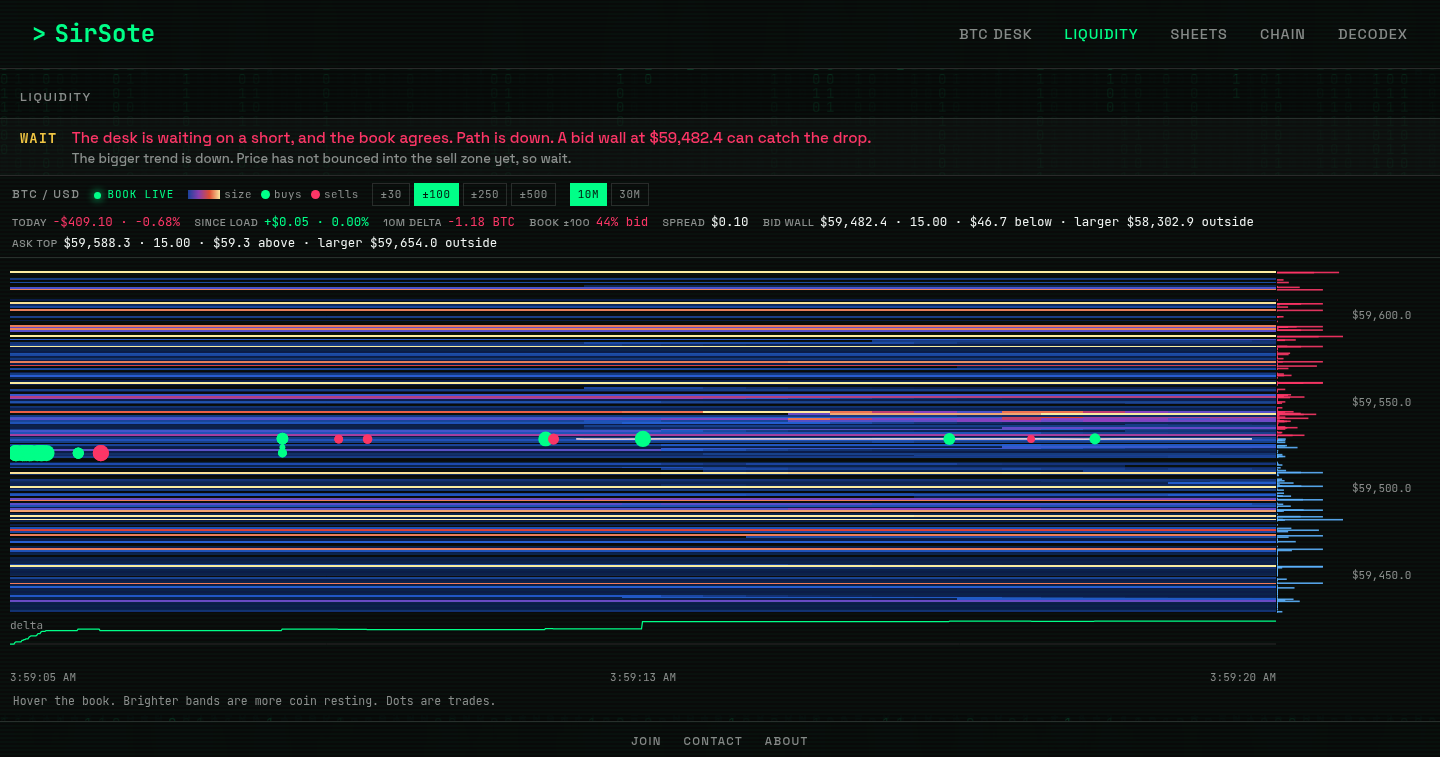 > SirSote
BTC DESK LIQUIDITY SHEETS CHAIN DECODEX
LIQUIDITY
WAIT The desk is waiting on a short, and the book agrees. Path is down. A bid wall at $59,482.4 can catch the drop.
The bigger trend is down. Price has not bounced into the sell zone yet, so wait.
BTC / USD BOOK LIVE size buys sells ±30 ±100 ±250 ±500 10M 30M
TODAY -$409.10 · -0.68% SINCE LOAD +$0.05 · 0.00% 10M DELTA -1.18 BTC BOOK ±100 44% bid SPREAD $0.10 BID WALL $59,482.4 · 15.00 · $46.7 below · larger $58,302.9 outside
ASK TOP $59,588.3 · 15.00 · $59.3 above · larger $59,654.0 outside
$59,600.0
$59,550.0
$59,500.0
$59,450.0
delta
3:59:05 AM 3:59:13 AM 3:59:20 AM
Hover the book. Brighter bands are more coin resting. Dots are trades.
JOIN CONTACT ABOUT